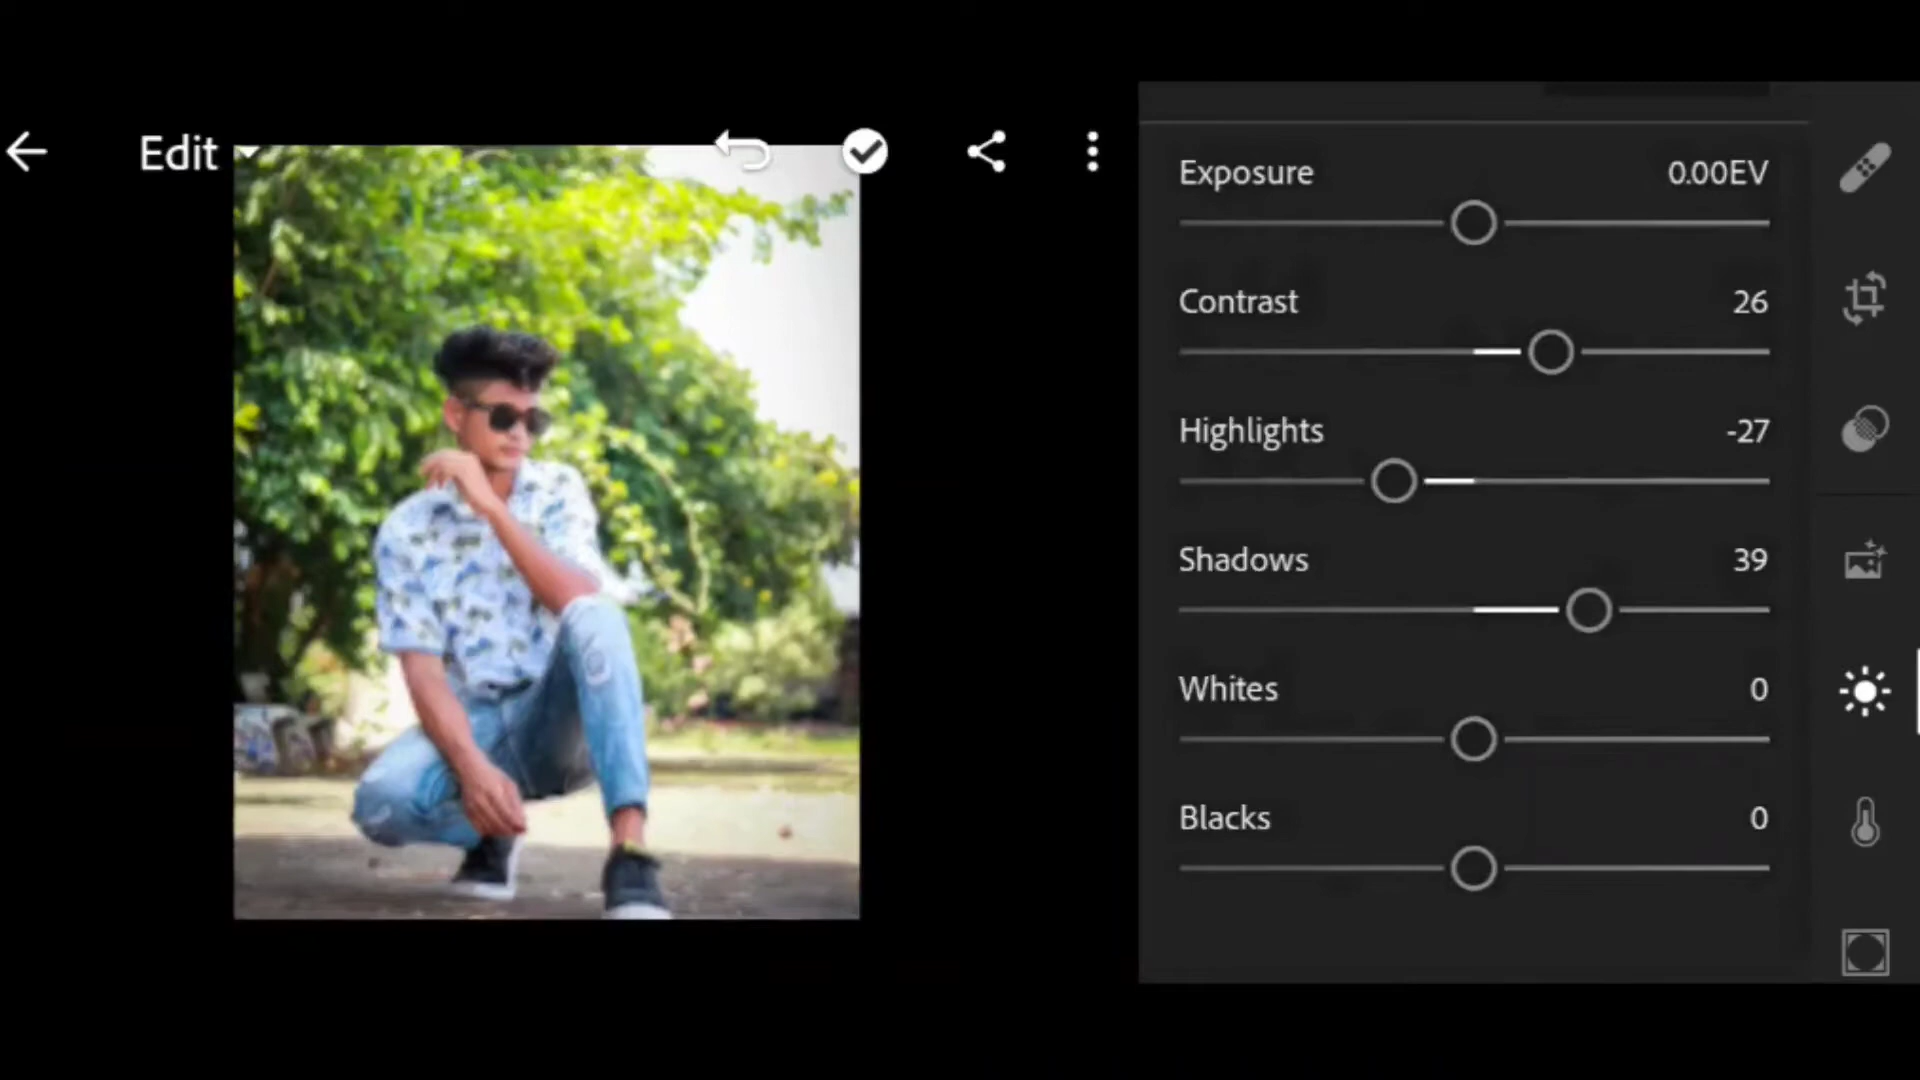 Edit
Exposure 0.00EV
Contrast 26
Highlights -27
Shadows 39
Whites 0
Blacks 0